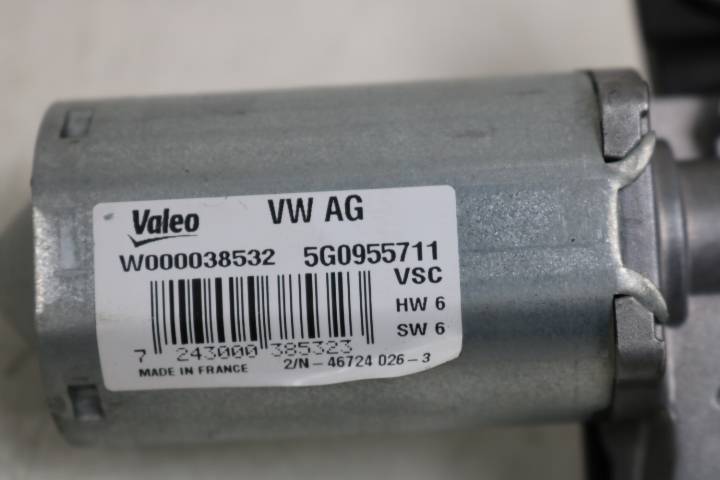 Valeo VW AG
W000038532 5G0955711
VSC
HW 6
SW 6
7 243000 385323
MADE IN FRANCE 2/N - 46724 026 - 3